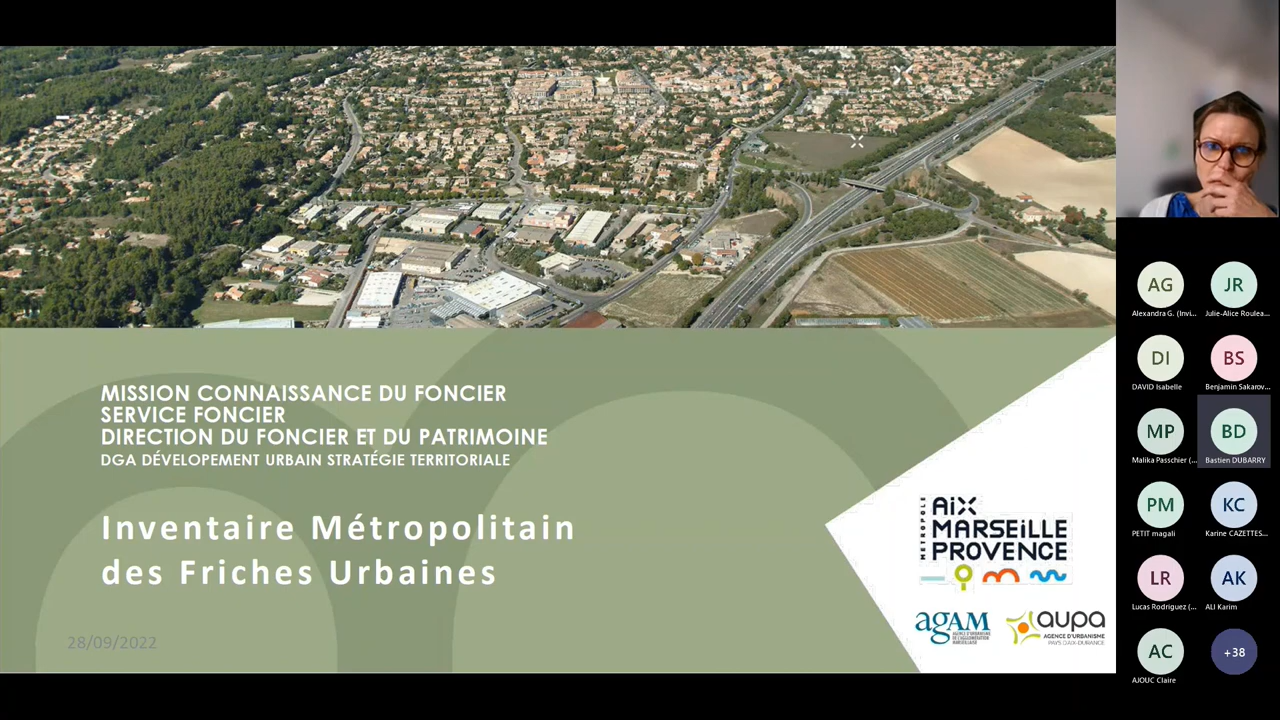 MISSION CONNAISSANCE DU FONCIER
SERVICE FONCIER
DIRECTION DU FONCIER ET DU PATRIMOINE
DGA DÉVELOPEMENT URBAIN STRATÉGIE TERRITORIALE
Inventaire Métropolitain
des Friches Urbaines
28/09/2022
MÉTROPOLE
AiX
MARSEiLLE
PROVENCE
agAM
AGENCE D'URBANISME
DE L'AGGLOMÉRATION
MARSEILLAISE
aupa
AGENCE D'URBANISME
PAYS D'AIX-DURANCE
AG
Alexandra G. (Invi...
JR
Julie-Alice Roulea...
DI
DAVID Isabelle
BS
Benjamin Sakarov...
MP
Malika Passchier (...
BD
Bastien DUBARRY
PM
PETIT magali
KC
Karine CAZETTES...
LR
Lucas Rodriguez (...
AK
ALI Karim
AC
AJOUC Claire
+38